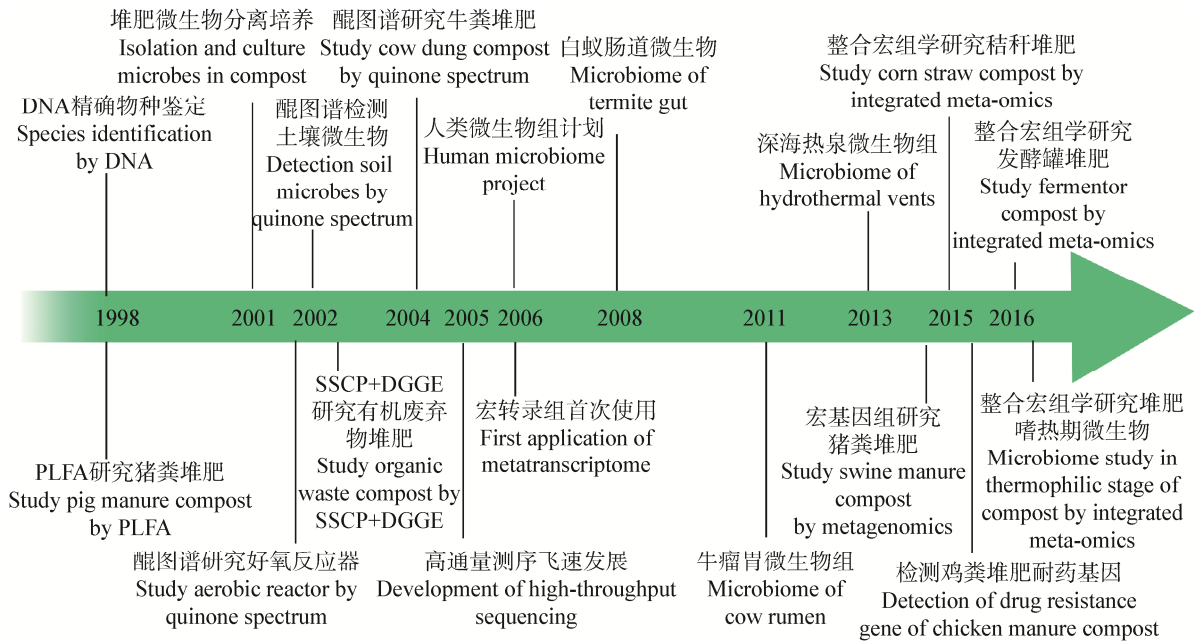 堆肥微生物分离培养
Isolation and culture
microbes in compost
醌图谱研究牛粪堆肥
Study cow dung compost
by quinone spectrum
白蚁肠道微生物
Microbiome of
termite gut
整合宏组学研究秸秆堆肥
Study corn straw compost by
integrated meta-omics
DNA精确物种鉴定
Species identification
by DNA
醌图谱检测
土壤微生物
Detection soil
microbes by
quinone spectrum
人类微生物组计划
Human microbiome
project
深海热泉微生物组
Microbiome of
hydrothermal vents
整合宏组学研究
发酵罐堆肥
Study fermentor
compost by
integrated meta-omics
1998 2001 2002 2004 2005 2006 2008 2011 2013 2015 2016
PLFA研究猪粪堆肥
Study pig manure compost
by PLFA
醌图谱研究好氧反应器
Study aerobic reactor by
quinone spectrum
SSCP+DGGE
研究有机废弃
物堆肥
Study organic
waste compost by
SSCP+DGGE
高通量测序飞速发展
Development of high-throughput
sequencing
宏转录组首次使用
First application of
metatranscriptome
牛瘤胃微生物组
Microbiome of
cow rumen
宏基因组研究
猪粪堆肥
Study swine manure
compost
by metagenomics
检测鸡粪堆肥耐药基因
Detection of drug resistance
gene of chicken manure compost
整合宏组学研究堆肥
嗜热期微生物
Microbiome study in
thermophilic stage of
compost by integrated
meta-omics